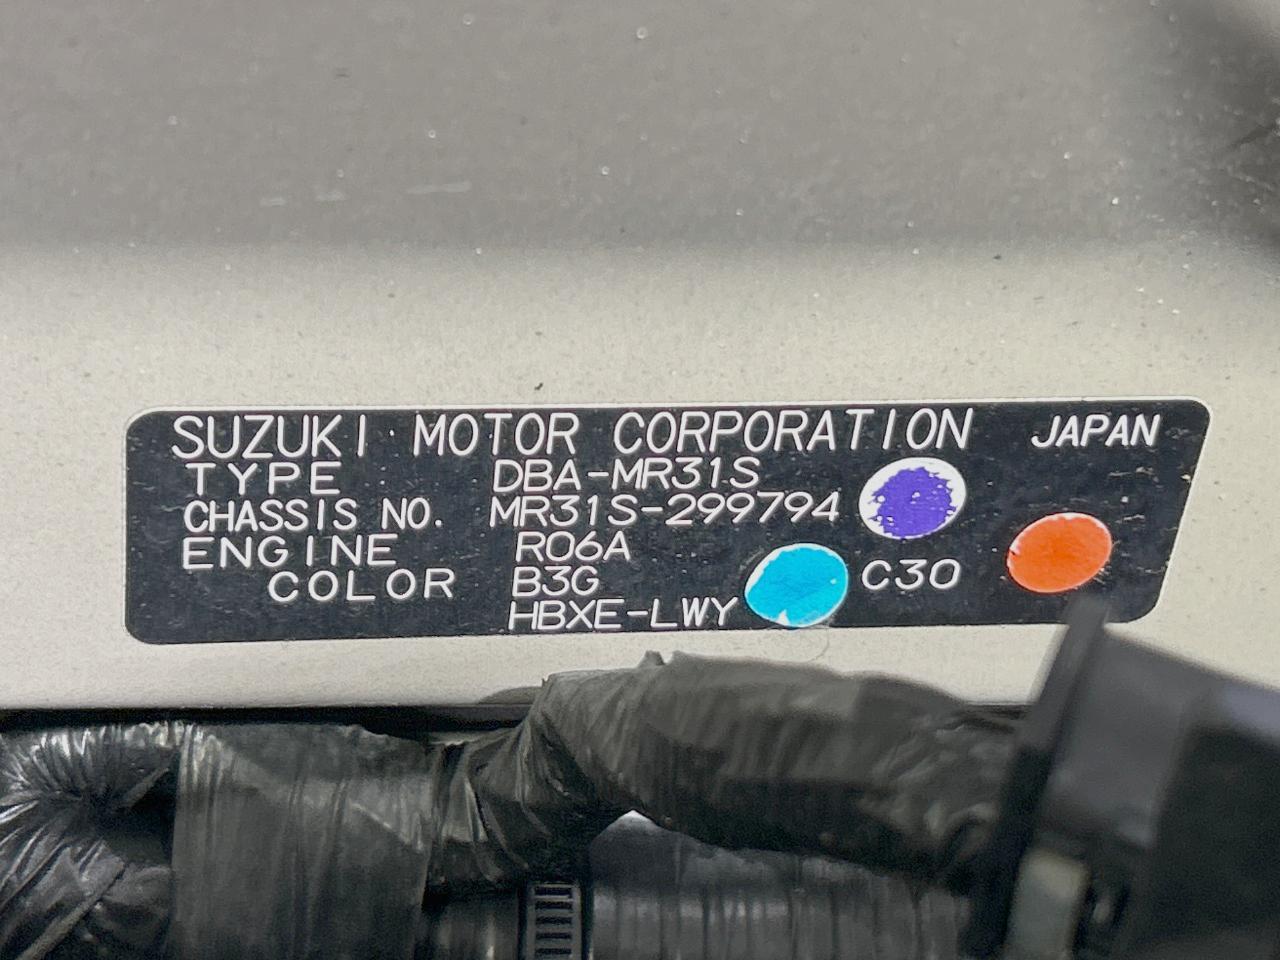 SUZUKI MOTOR CORPORATION JAPAN
TYPE DBA-MR31S
CHASSIS NO. MR31S-299794
ENGINE R06A
COLOR B3G C30
HBXE-LWY